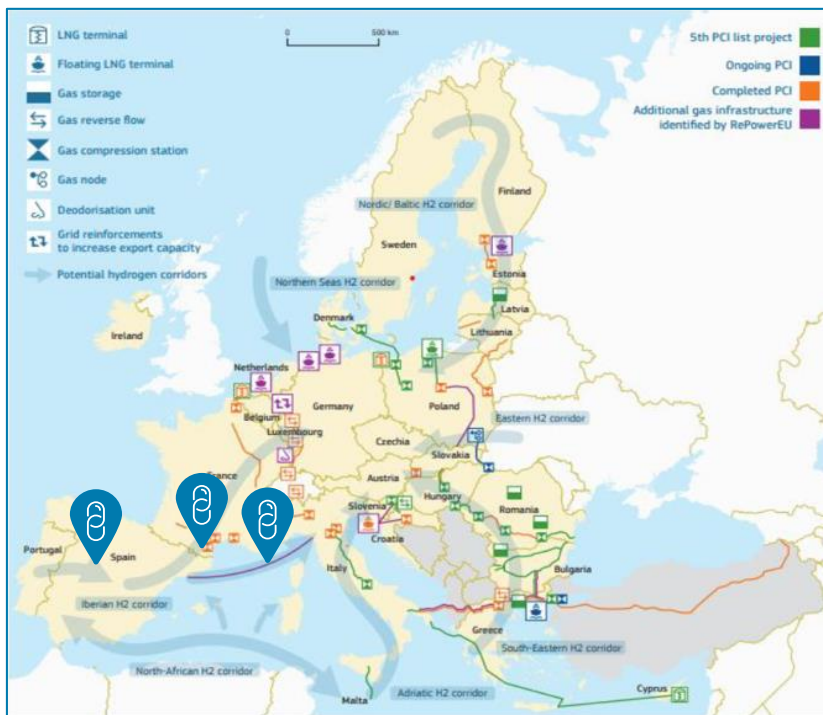 LNG terminal
Floating LNG terminal
Gas storage
Gas reverse flow
Gas compression station
Gas node
Deodorisation unit
Grid reinforcements
to increase export capacity
Potential hydrogen corridors
0
500 km
5th PCI list project
Ongoing PCI
Completed PCI
Additional gas infrastructure
identified by RePowerEU
Finland
Nordic/ Baltic H2 corridor
Sweden
Estonia
Northern Seas H2 corridor
Latvia
Denmark
Lithuania
Ireland
Netherlands
Germany
Poland
Belgium
Eastern H2 corridor
Luxembourg
Czechia
Slovakia
France
Austria
Hungary
Slovenia
Romania
Croatia
Portugal
Spain
Italy
Bulgaria
Iberian H2 corridor
Greece
South-Eastern H2 corridor
North-African H2 corridor
Adriatic H2 corridor
Malta
Cyprus